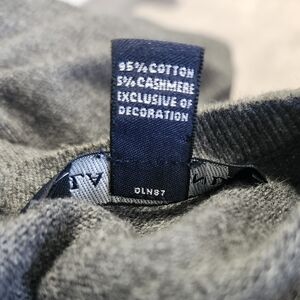 95% COTTON
5% CASHMERE
EXCLUSIVE OF
DECORATION
DLN87